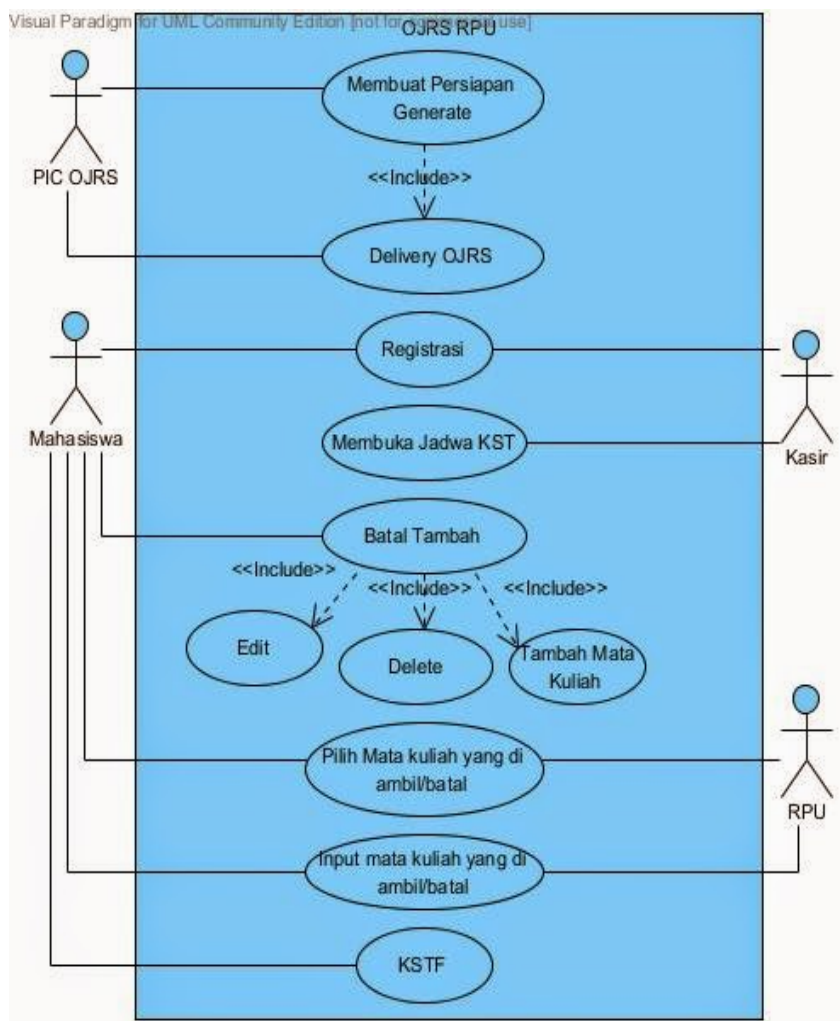 Visual Paradigm for UML Community Edition [not for commercial use]
OJRS RPU
Membuat Persiapan
Generate
PIC OJRS
<<Include>>
Delivery OJRS
Registrasi
Mahasiswa
Membuka Jadwa KST
Kasir
Batal Tambah
<<Include>>
<<Include>>
<<Include>>
Edit
Delete
Tambah Mata
Kuliah
Pilih Mata kuliah yang di
ambil/batal
RPU
Input mata kuliah yang di
ambil/batal
KSTF